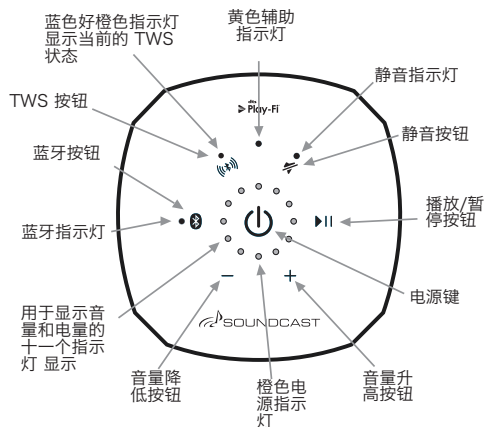 蓝色好橙色指示灯
显示当前的 TWS
状态
黄色辅助
指示灯
静音指示灯
TWS 按钮
dts
Play-Fi
静音按钮
蓝牙按钮
播放/暂
停按钮
蓝牙指示灯
电源键
用于显示音
量和电量的
十一个指示
灯 显示
SOUNDCAST
音量降
低按钮
橙色电
源指示
灯
音量升
高按钮